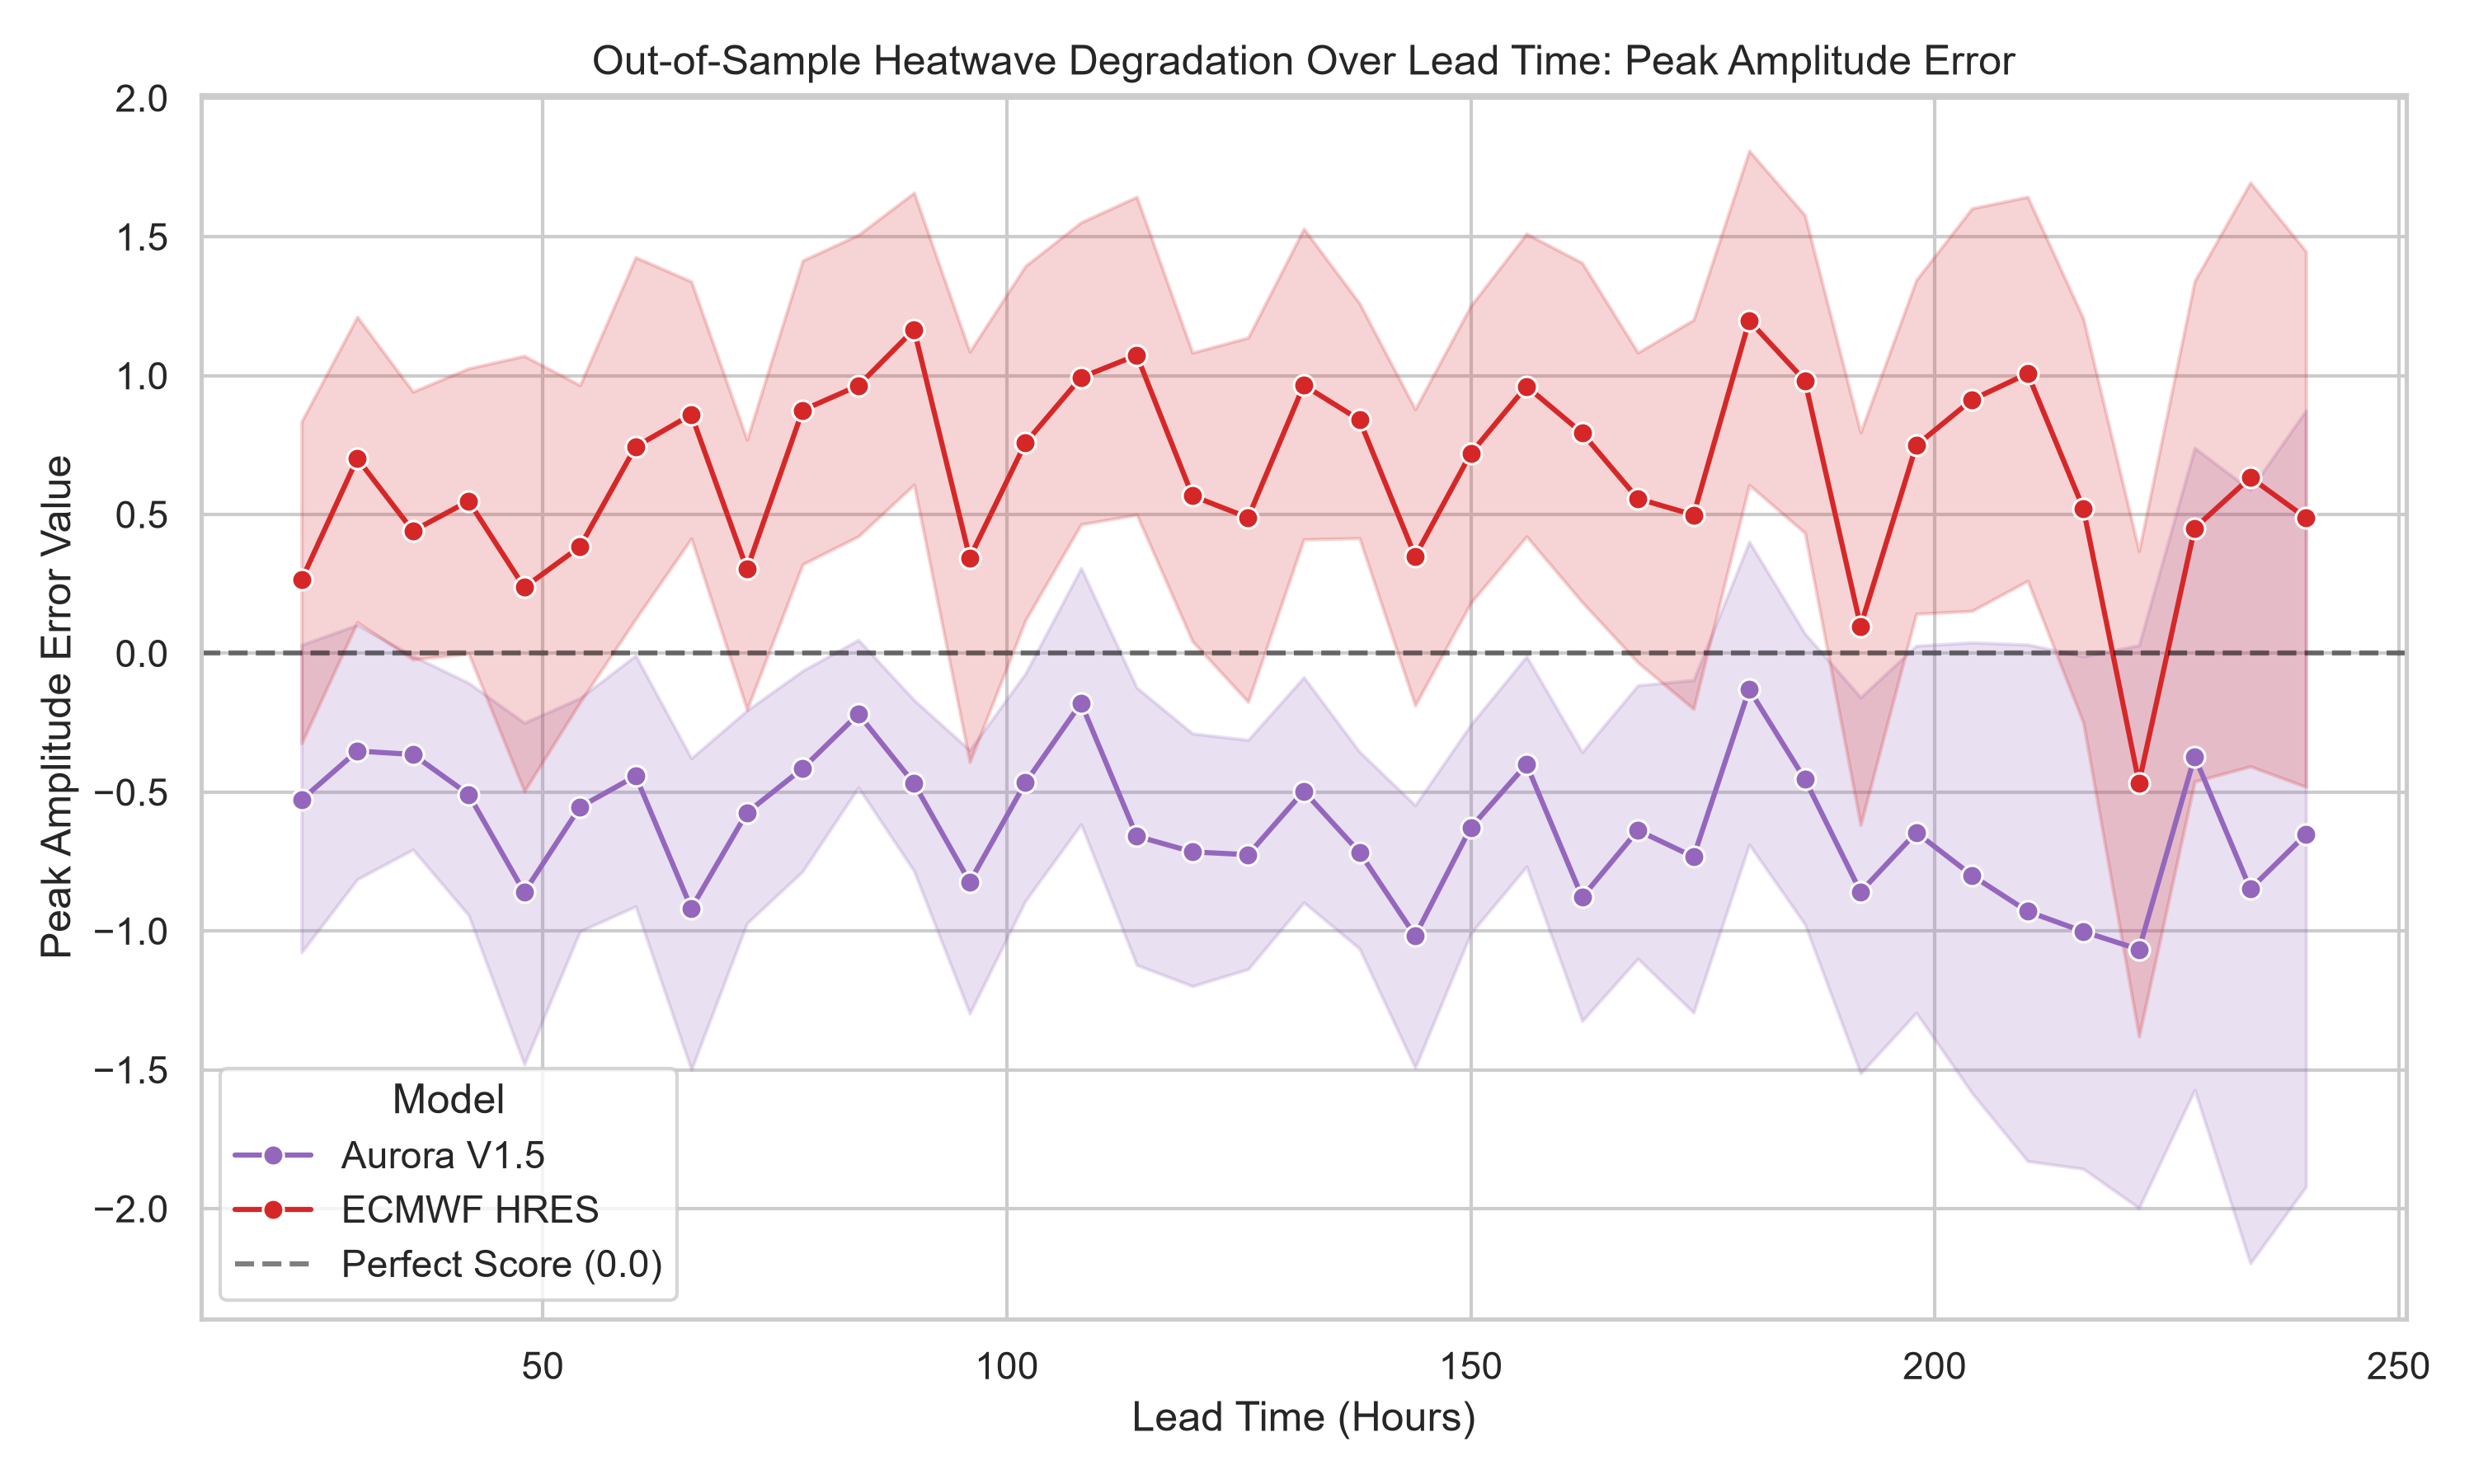 Out-of-Sample Heatwave Degradation Over Lead Time: Peak Amplitude Error
Peak Amplitude Error Value
2.0
1.5
1.0
0.5
0.0
−0.5
−1.0
−1.5
−2.0
Model
Aurora V1.5
ECMWF HRES
Perfect Score (0.0)
50
100
150
200
250
Lead Time (Hours)